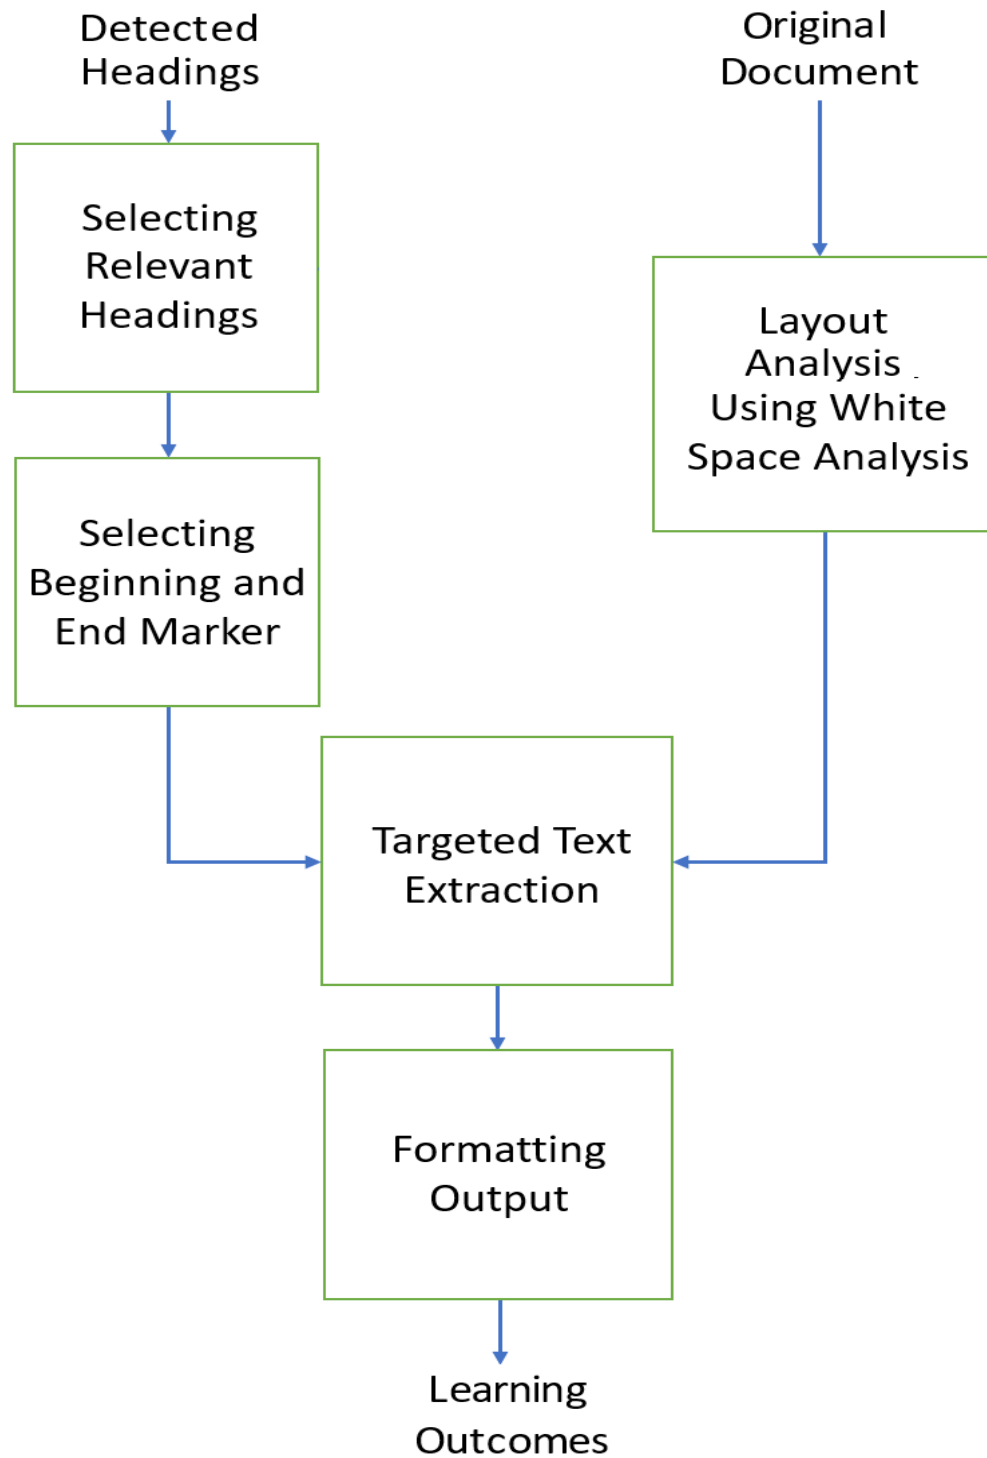 Detected
Headings
Original
Document
Selecting
Relevant
Headings
Layout
Analysis
Using White
Space Analysis
Selecting
Beginning and
End Marker
Targeted Text
Extraction
Formatting
Output
Learning
Outcomes